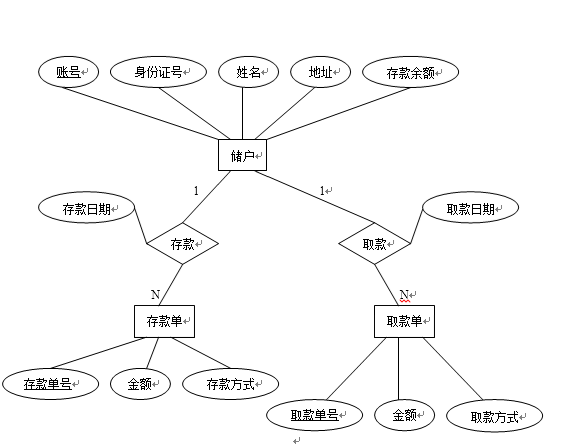 账号 身份证号 姓名 地址 存款余额
储户
1 1
存款日期 取款日期
存款 取款
N N
存款单 取款单
存款单号 金额 存款方式
取款单号 金额 取款方式